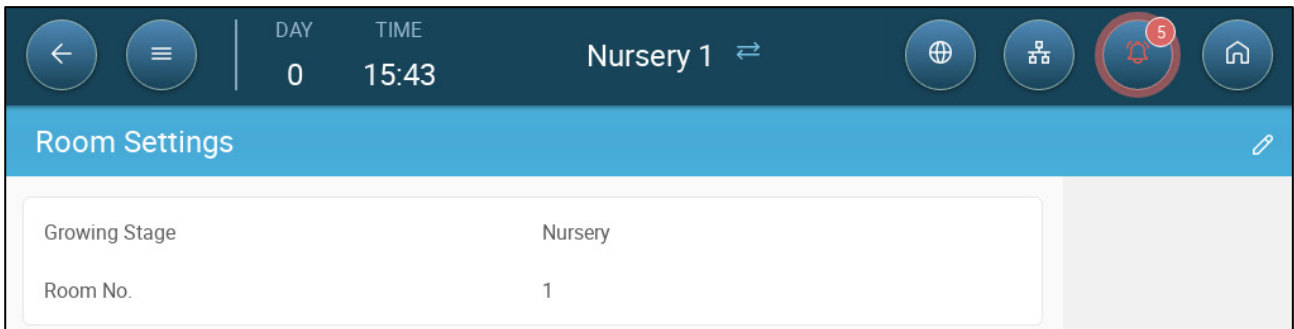 DAY TIME
0 15:43
Nursery 1
5
Room Settings
Growing Stage Nursery
Room No. 1